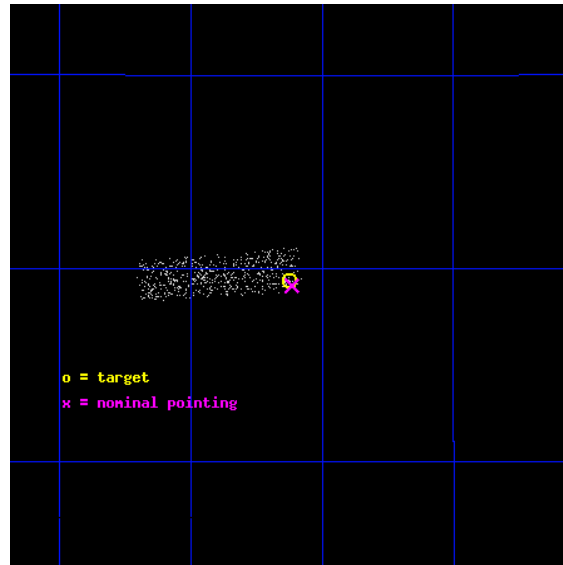 o = target
x = nominal pointing